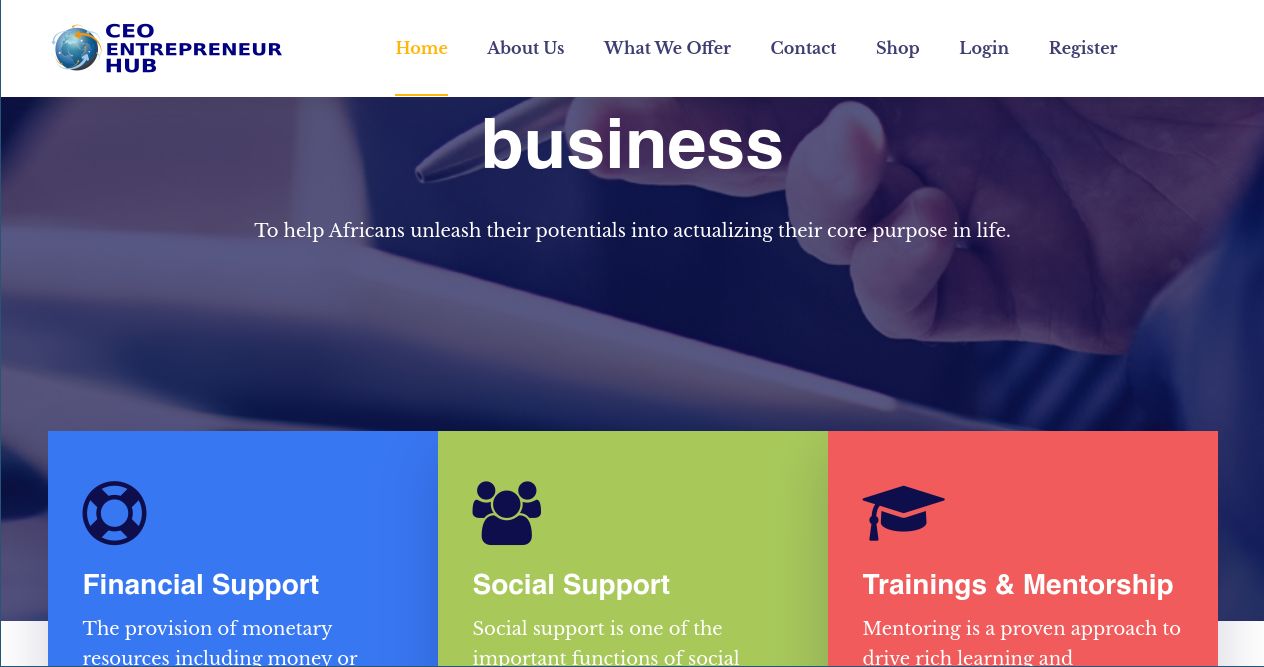 CEO
ENTREPRENEUR
HUB
Home About Us What We Offer Contact Shop Login Register
business
To help Africans unleash their potentials into actualizing their core purpose in life.
Financial Support
The provision of monetary
resources including money or
Social Support
Social support is one of the
important functions of social
Trainings & Mentorship
Mentoring is a proven approach to
drive rich learning and